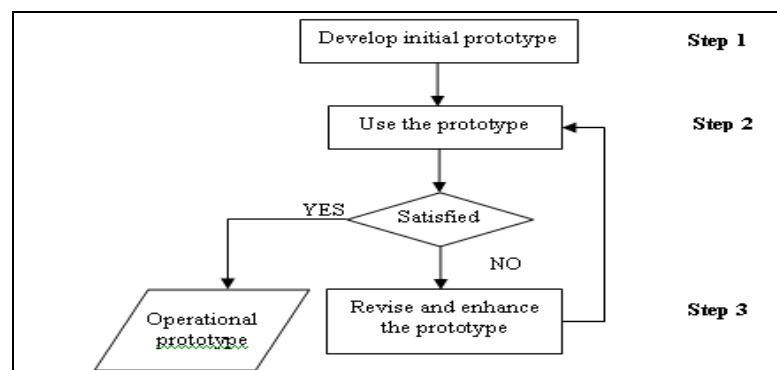 Develop initial prototype
Step 1
Use the prototype
Step 2
YES
Satisfied
NO
Operational
prototype
Revise and enhance
the prototype
Step 3